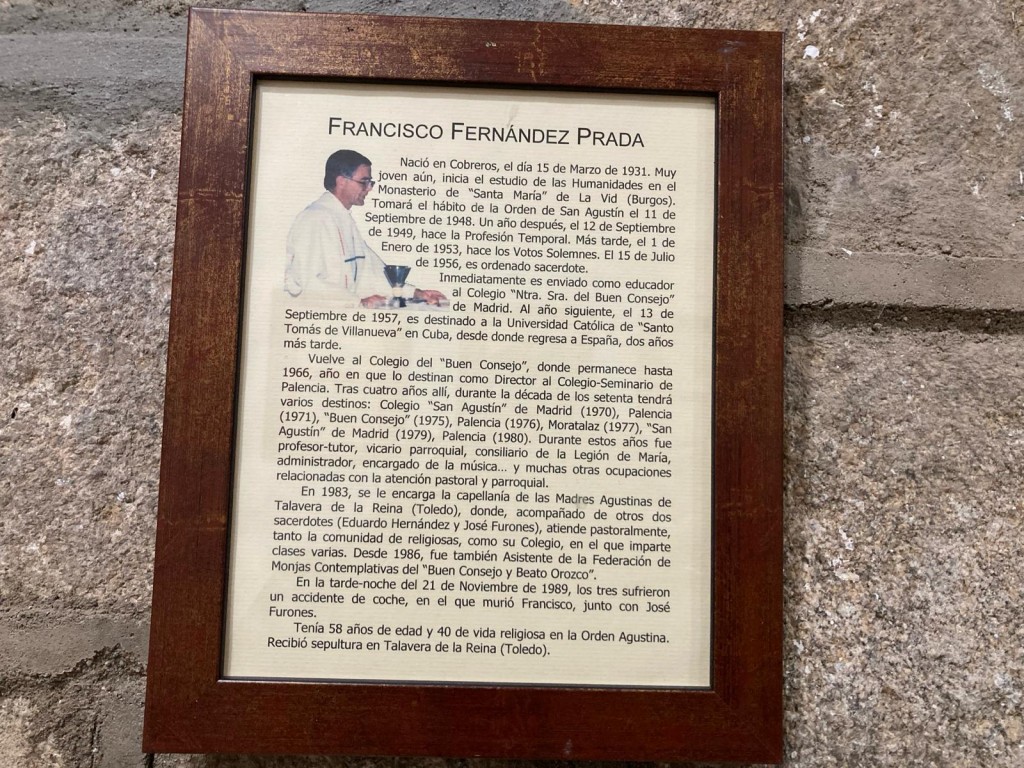 FRANCISCO FERNÁNDEZ PRADA
Nació en Cobreros, el día 15 de Marzo de 1931. Muy
joven aún, inicia el estudio de las Humanidades en el
Monasterio de "Santa María" de La Vid (Burgos).
Tomará el hábito de la Orden de San Agustín el 11 de
Septiembre de 1948. Un año después, el 12 de Septiembre
de 1949, hace la Profesión Temporal. Más tarde, el 1 de
Enero de 1953, hace los Votos Solemnes. El 15 de Julio
de 1956, es ordenado sacerdote.
Inmediatamente es enviado como educador
al Colegio "Ntra. Sra. del Buen Consejo"
de Madrid. Al año siguiente, el 13 de
Septiembre de 1957, es destinado a la Universidad Católica de "Santo
Tomás de Villanueva" en Cuba, desde donde regresa a España, dos años
más tarde.
Vuelve al Colegio del "Buen Consejo", donde permanece hasta
1966, año en que lo destinan como Director al Colegio-Seminario de
Palencia. Tras cuatro años allí, durante la década de los setenta tendrá
varios destinos: Colegio "San Agustín" de Madrid (1970), Palencia
(1971), "Buen Consejo" (1975), Palencia (1976), Moratalaz (1977), "San
Agustín" de Madrid (1979), Palencia (1980). Durante estos años fue
profesor-tutor, vicario parroquial, consiliario de la Legión de María,
administrador, encargado de la música... y muchas otras ocupaciones
relacionadas con la atención pastoral y parroquial.
En 1983, se le encarga la capellanía de las Madres Agustinas de
Talavera de la Reina (Toledo), donde, acompañado de otros dos
sacerdotes (Eduardo Hernández y José Furones), atiende pastoralmente,
tanto la comunidad de religiosas, como su Colegio, en el que imparte
clases varias. Desde 1986, fue también Asistente de la Federación de
Monjas Contemplativas del "Buen Consejo y Beato Orozco".
En la tarde-noche del 21 de Noviembre de 1989, los tres sufrieron
un accidente de coche, en el que murió Francisco, junto con José
Furones.
Tenía 58 años de edad y 40 de vida religiosa en la Orden Agustina.
Recibió sepultura en Talavera de la Reina (Toledo).